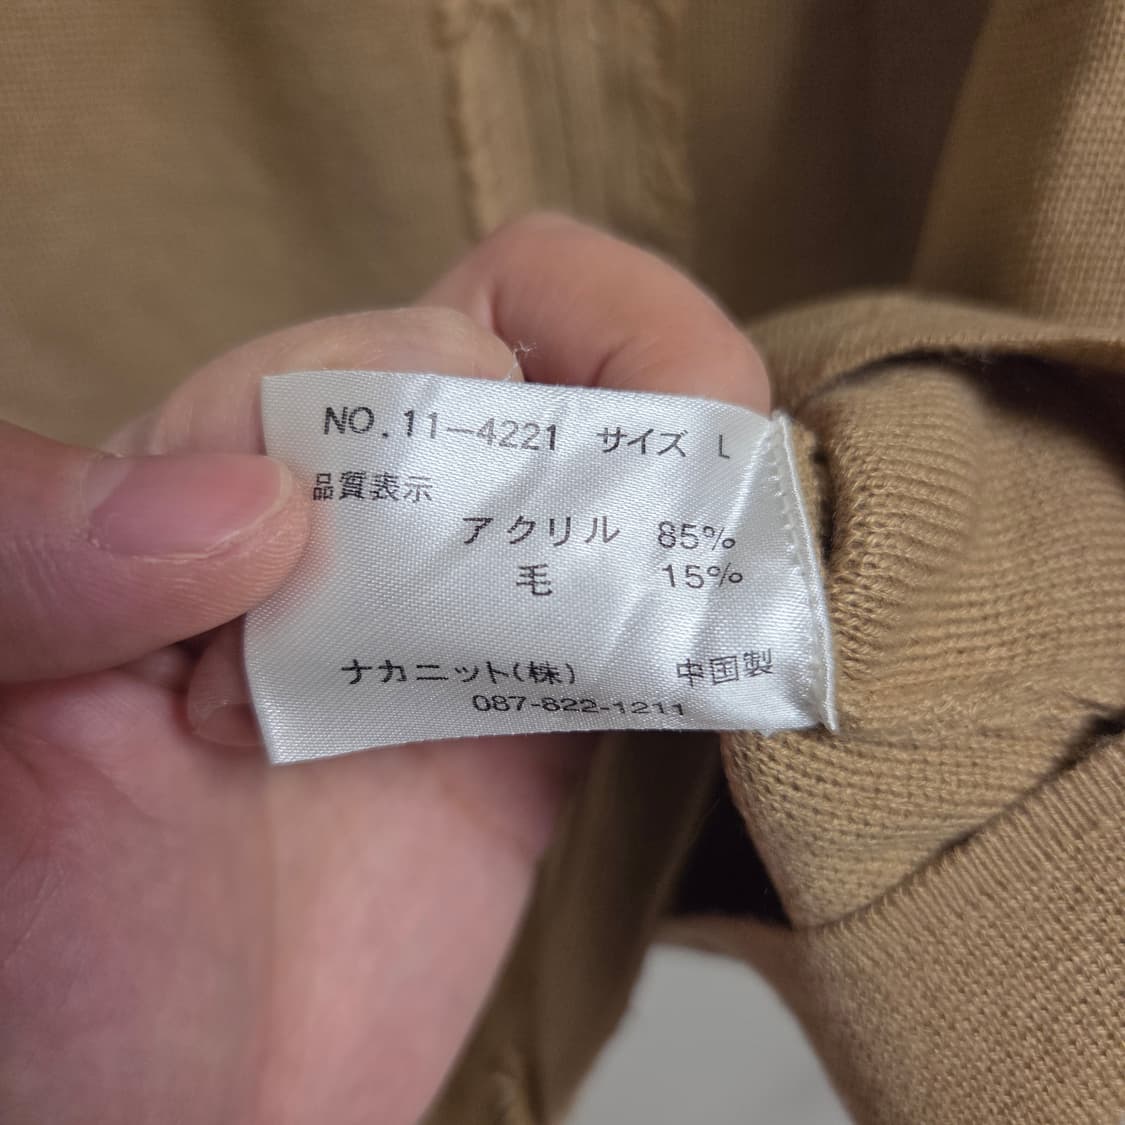 NO.11-4221 サイズ L
品質表示
アクリル 85%
毛 15%
ナカニット(株) 中国製
087-822-1211